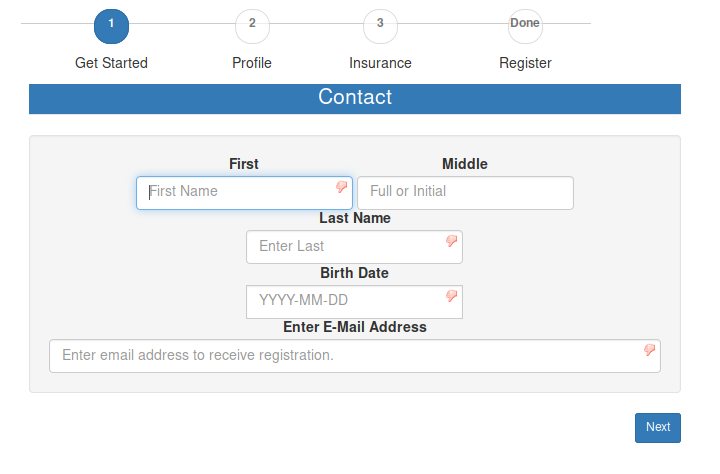 1 2 3 Done
Get Started Profile Insurance Register
Contact
First Middle
First Name Full or Initial
Last Name
Enter Last
Birth Date
YYYY-MM-DD
Enter E-Mail Address
Enter email address to receive registration.
Next